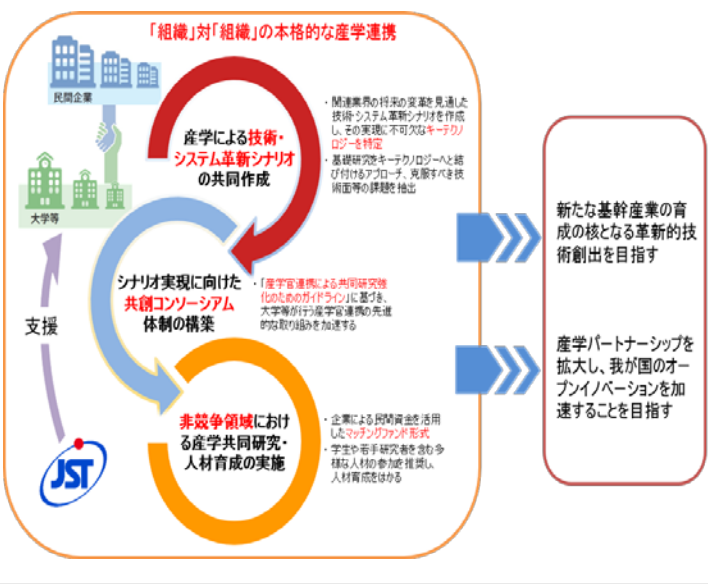 「組織」対「組織」の本格的な産学連携
民間企業
大学等
支援
JST
産学による技術・
システム革新シナリオ
の共同作成
・関連業界の将来の変革を見通した
技術・システム革新シナリオを作成
し、その実現に不可欠なキーテクノ
ロジーを特定
・基礎研究をキーテクノロジーへと結
び付けるアプローチ、克服すべき技
術面等の課題を抽出
シナリオ実現に向けた
共創コンソーシアム
体制の構築
・「産学官連携による共同研究強
化のためのガイドライン」に基づき、
大学等が行う産学官連携の先進
的な取り組みを加速する
非競争領域におけ
る産学共同研究・
人材育成の実施
・企業による民間資金を活用
したマッチングファンド形式
・学生や若手研究者を含む多
様な人材の参加を推奨し、
人材育成をはかる
新たな基幹産業の育
成の核となる革新的技
術創出を目指す
産学パートナーシップを
拡大し、我が国のオー
プンイノベーションを加
速することを目指す